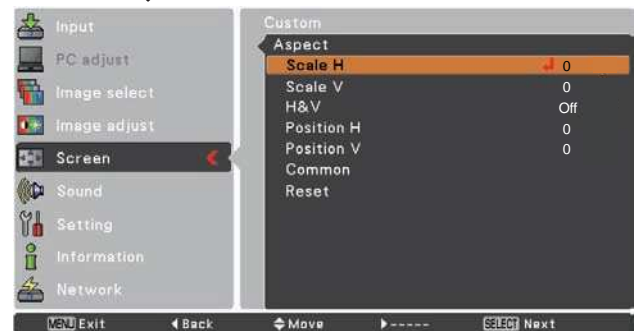 Input
PC adjust
Image select
Image adjust
Screen
Sound
Setting
Information
Network
Custom
Aspect
Scale H 0
Scale V 0
H&V Off
Position H 0
Position V 0
Common
Reset
MENU Exit Back Move ----- SELECT Next